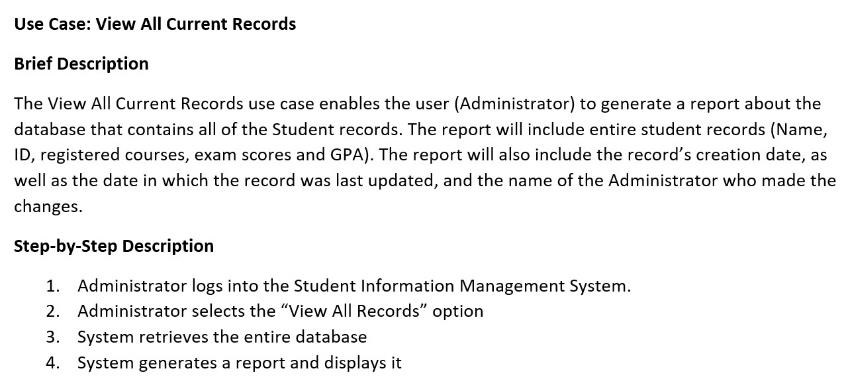 Use Case: View All Current Records
Brief Description
The View All Current Records use case enables the user (Administrator) to generate a report about the
database that contains all of the Student records. The report will include entire student records (Name,
ID, registered courses, exam scores and GPA). The report will also include the record’s creation date, as
well as the date in which the record was last updated, and the name of the Administrator who made the
changes.
Step-by-Step Description
1. Administrator logs into the Student Information Management System.
2. Administrator selects the “View All Records” option
3. System retrieves the entire database
4. System generates a report and displays it